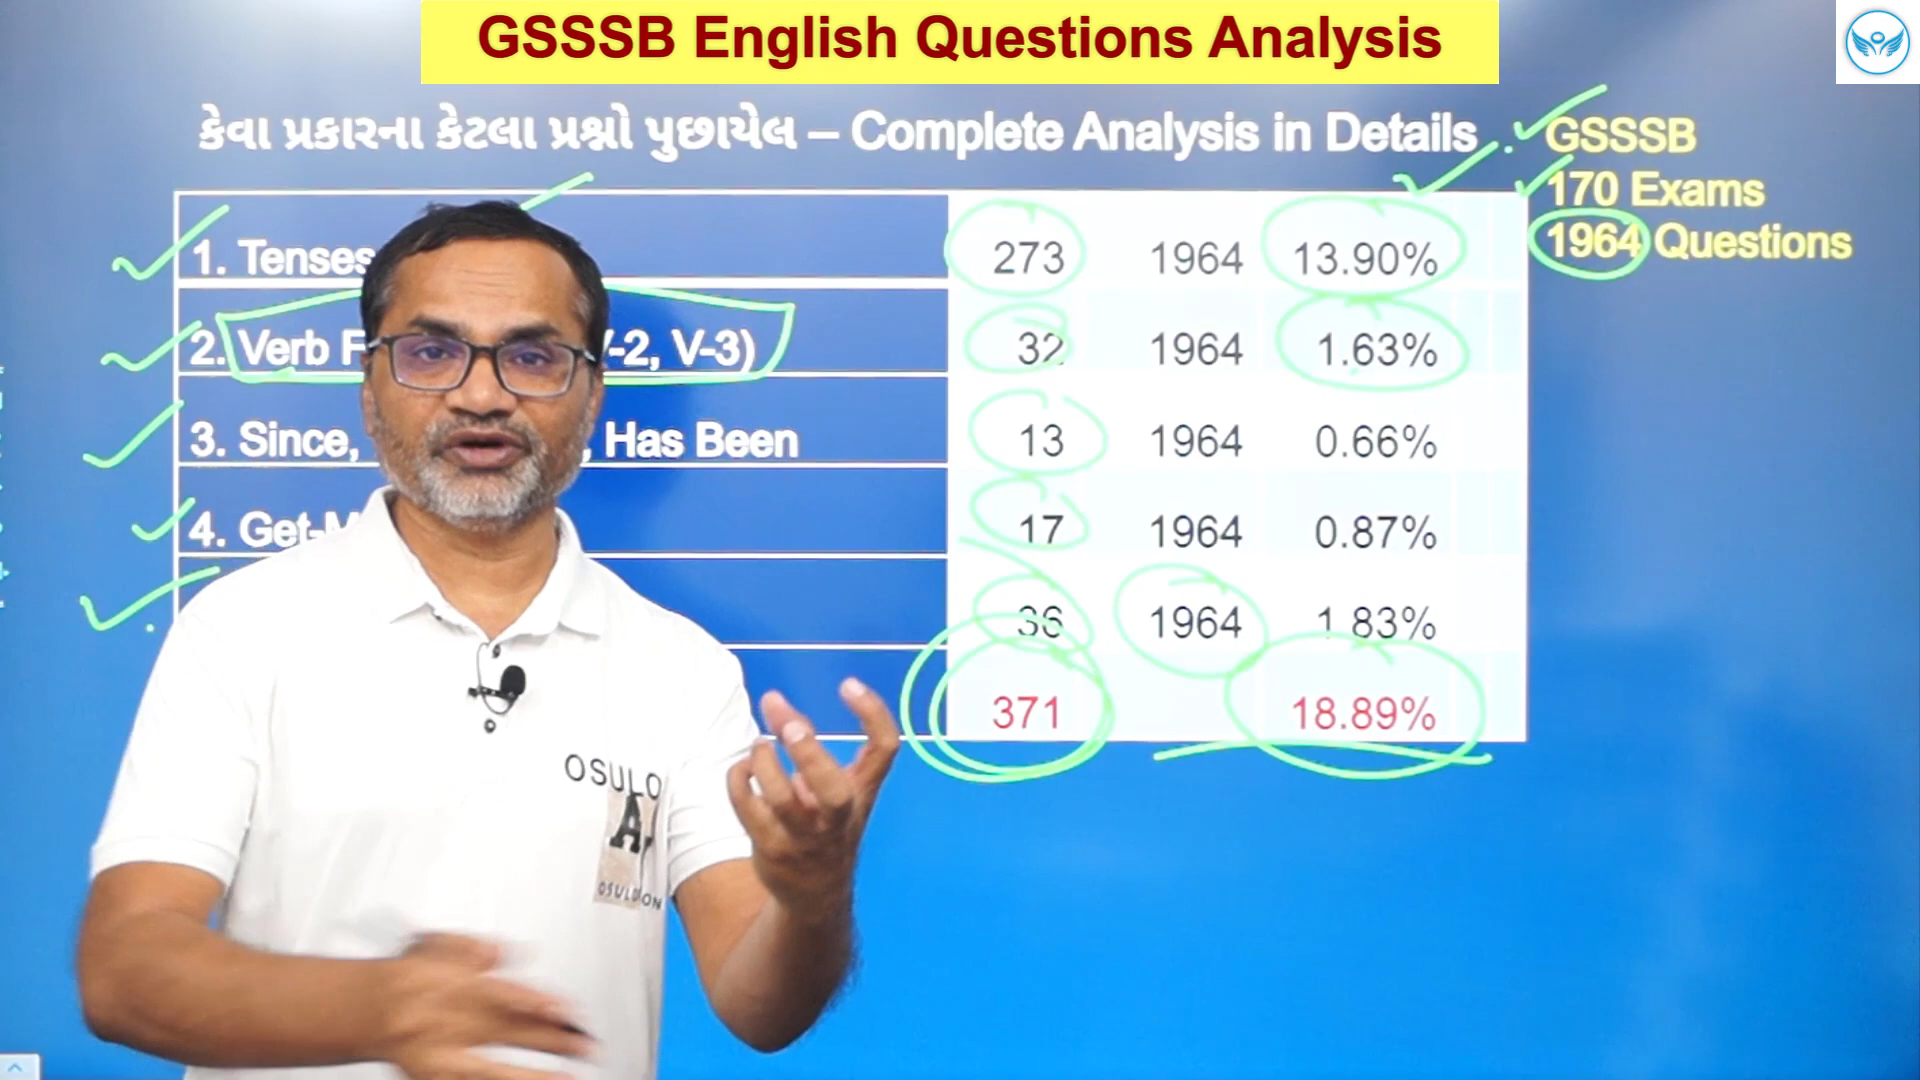 GSSSB English Questions Analysis
કેવા પ્રકારના કેટલા પ્રશ્નો પુછાયેલ – Complete Analysis in Details
GSSSB
170 Exams
1964 Questions
1. Tenses 273 1964 13.90%
2. Verb -2, V-3) 32 1964 1.63%
3. Since, , Has Been 13 1964 0.66%
4. Get- 17 1964 0.87%
36 1964 1.83%
371 18.89%
OSULO
A